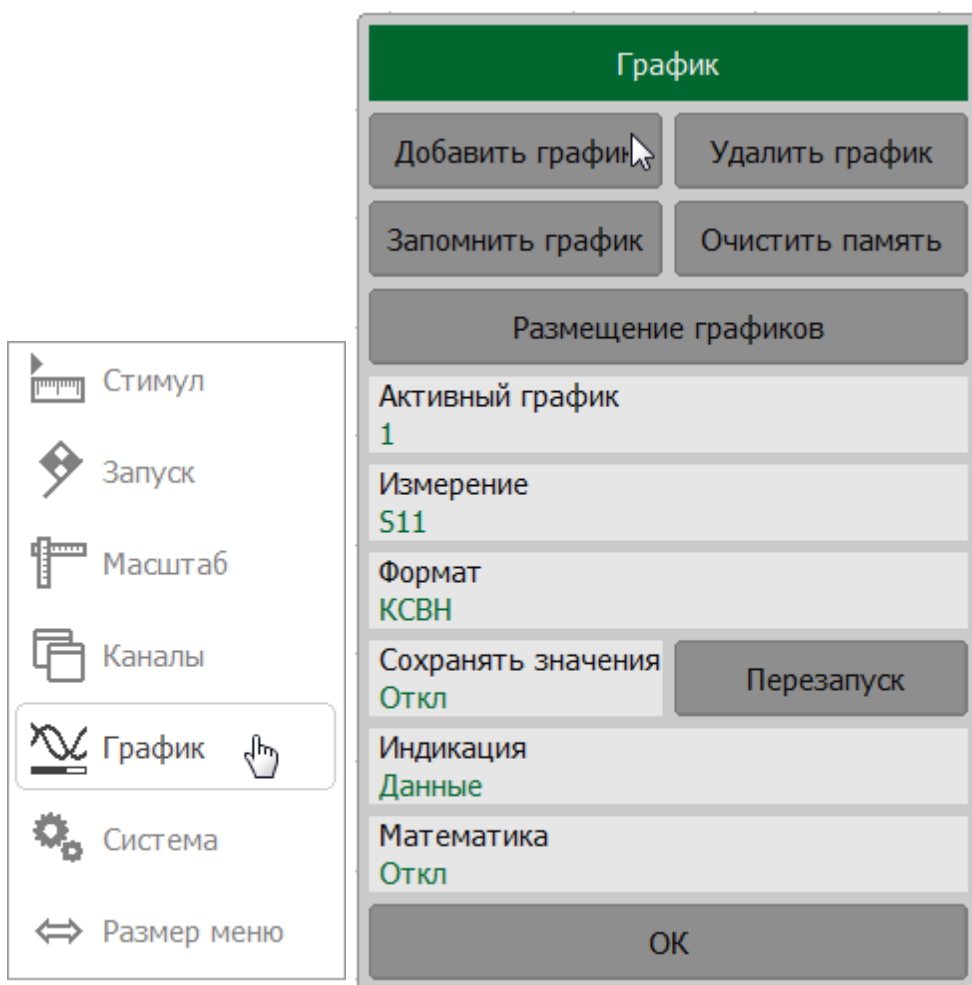 Стимул
Запуск
Масштаб
Каналы
График
Система
Размер меню
График
Добавить график
Удалить график
Запомнить график
Очистить память
Размещение графиков
Активный график
1
Измерение
S11
Формат
КСВН
Сохранять значения
Откл
Перезапуск
Индикация
Данные
Математика
Откл
ОК